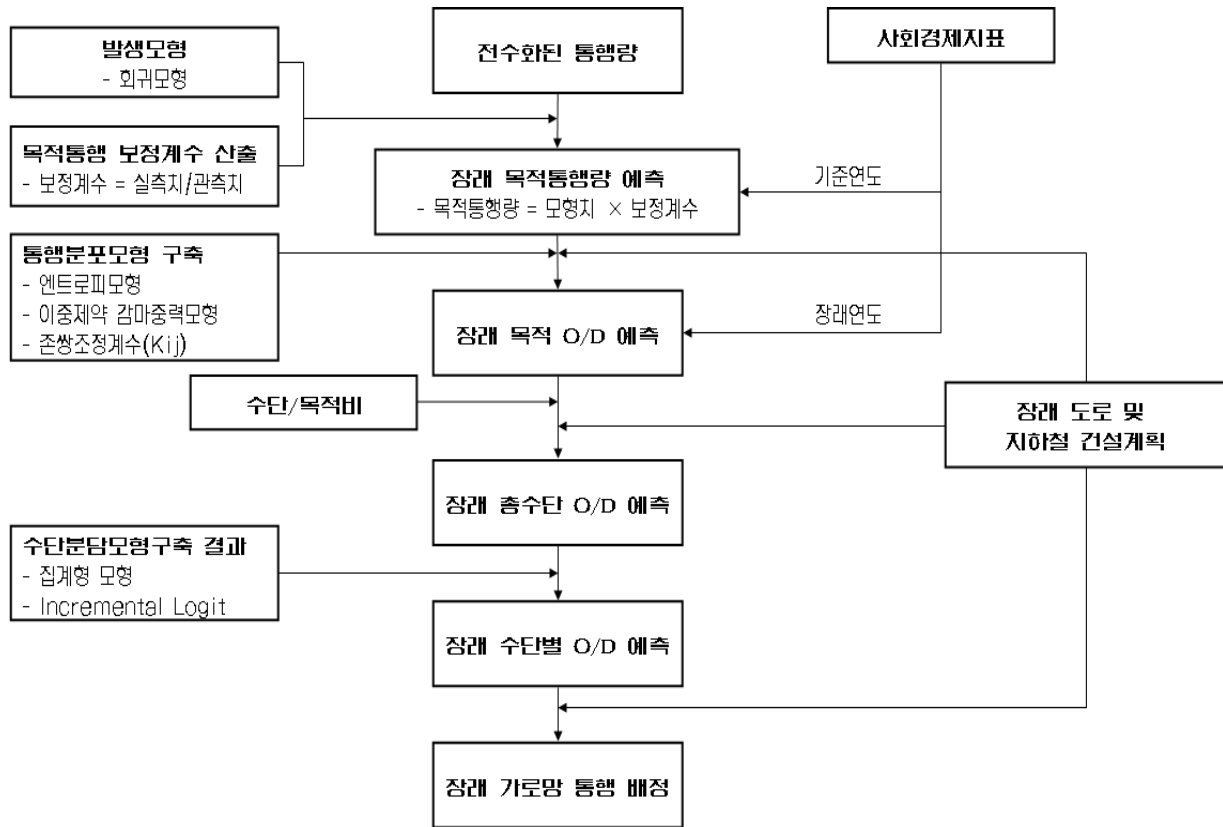 발생모형
- 회귀모형
전수화된 통행량
사회경제지표
목적통행 보정계수 산출
- 보정계수 = 실측치/관측치
장래 목적통행량 예측
- 목적통행량 = 모형치 × 보정계수
기준연도
통행분포모형 구축
- 엔트로피모형
- 이중제약 감마중력모형
- 존쌍조정계수(Kij)
장래 목적 O/D 예측
장래연도
수단/목적비
장래 도로 및
지하철 건설계획
장래 총수단 O/D 예측
수단분담모형구축 결과
- 집계형 모형
- Incremental Logit
장래 수단별 O/D 예측
장래 가로망 통행 배정